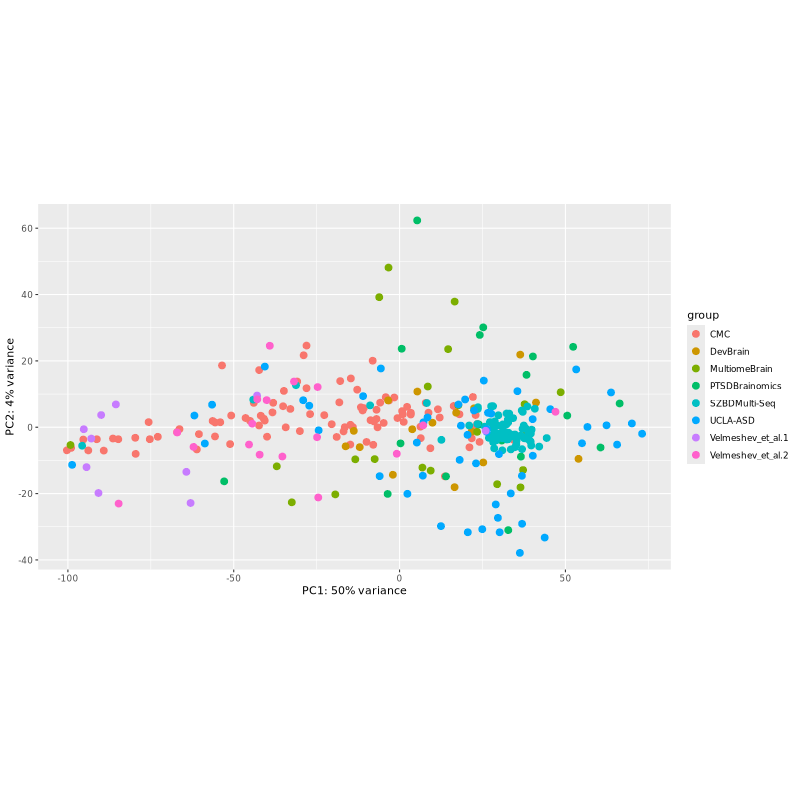 60
40
20
0
-20
-40
-100
-50
0
50
PC1: 50% variance
PC2: 4% variance
group
CMC
DevBrain
MultiomeBrain
PTSDBrainomics
SZBDMulti-Seq
UCLA-ASD
Velmeshev_et_al.1
Velmeshev_et_al.2